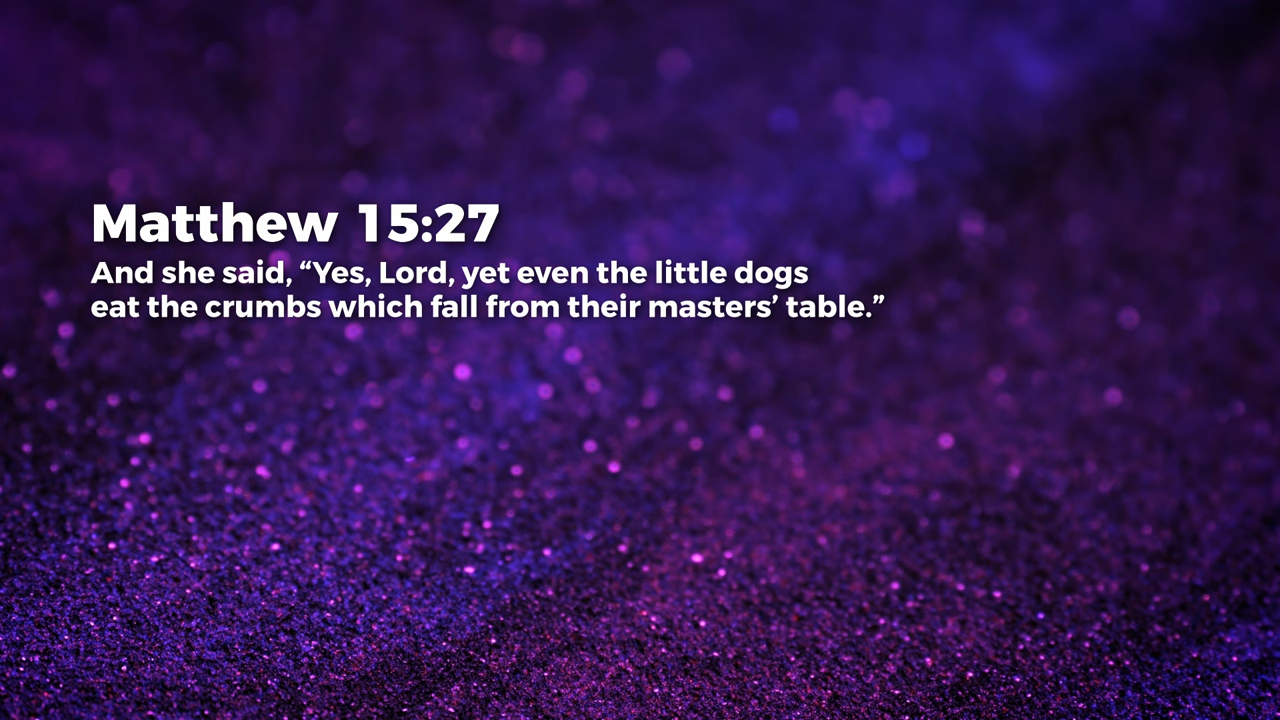 Matthew 15:27
And she said, “Yes, Lord, yet even the little dogs
eat the crumbs which fall from their masters’ table.”